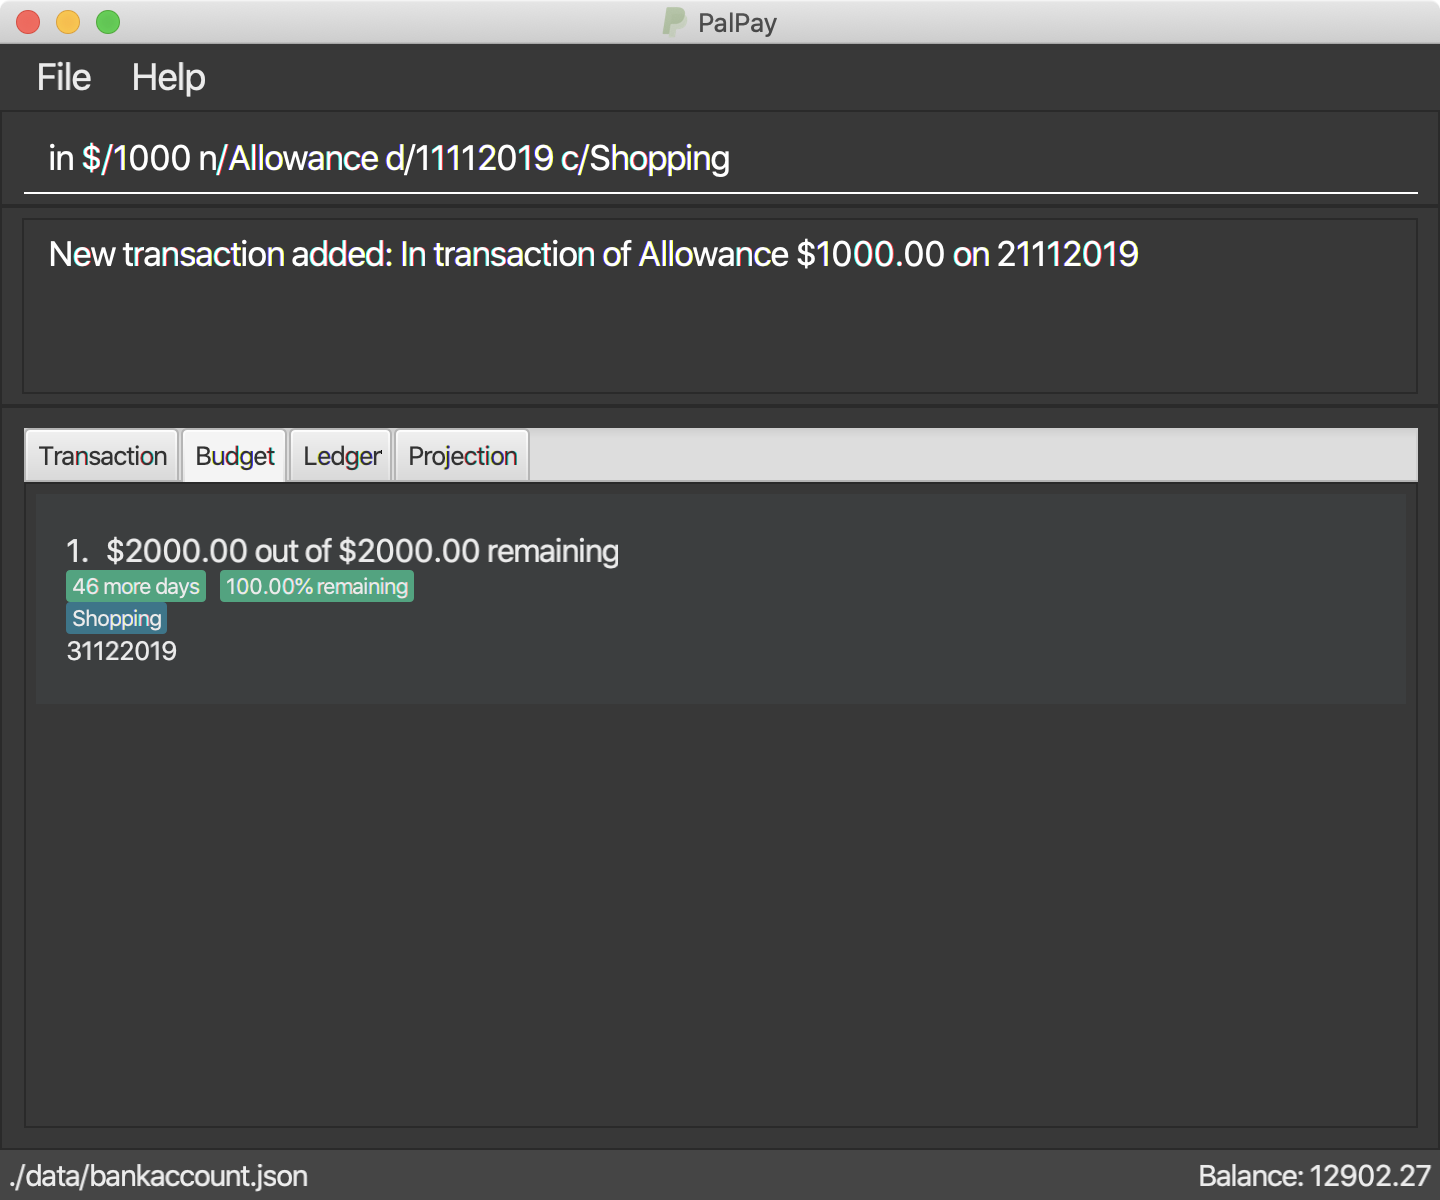 PalPay
File Help
in $/1000 n/Allowance d/11112019 c/Shopping
New transaction added: In transaction of Allowance $1000.00 on 21112019
Transaction Budget Ledger Projection
1. $2000.00 out of $2000.00 remaining
46 more days 100.00% remaining
Shopping
31122019
./data/bankaccount.json Balance: 12902.27